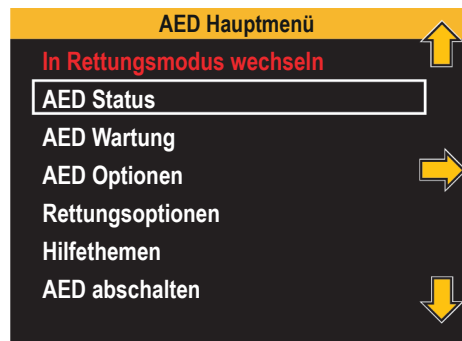 AED Hauptmenü
In Rettungsmodus wechseln
AED Status
AED Wartung
AED Optionen
Rettungsoptionen
Hilfethemen
AED abschalten